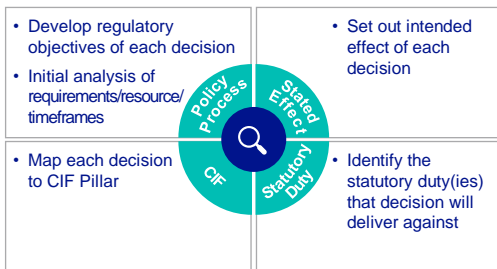 • Develop regulatory
objectives of each decision
• Initial analysis of
requirements/resource/
timeframes
• Set out intended
effect of each
decision
Policy
Process
Stated
Effect
CIF
Statutory
Duty
• Map each decision
to CIF Pillar
• Identify the
statutory duty(ies)
that decision will
deliver against